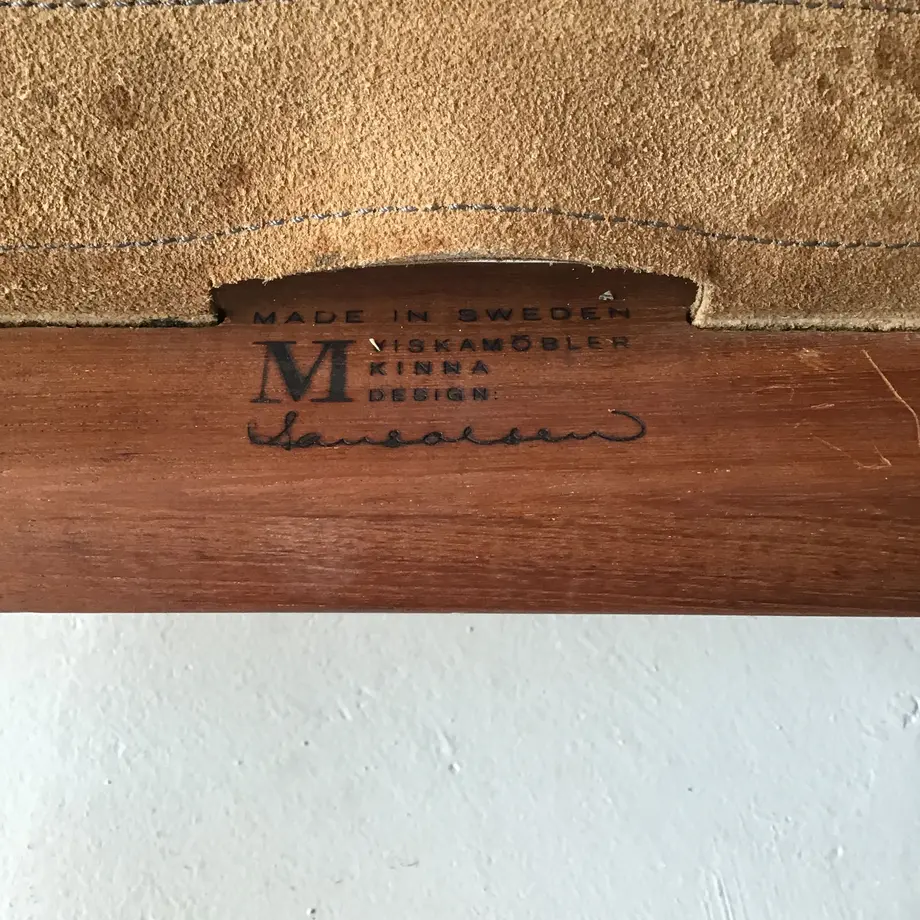 MADE IN SWEDEN
M VISKAMÖBLER
KINNA
DESIGN: